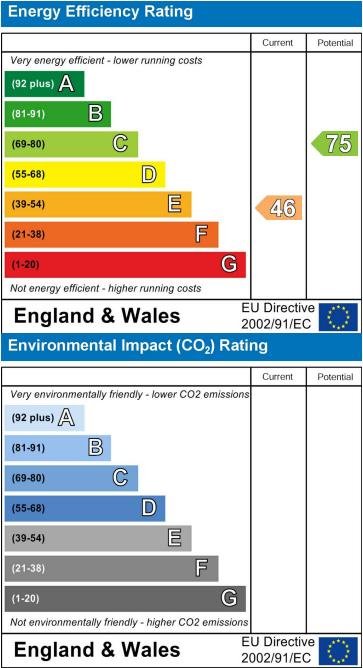 Energy Efficiency Rating
Current Potential
Very energy efficient - lower running costs
(92 plus) A
(81-91) B
(69-80) C
75
(55-68) D
(39-54) E
46
(21-38) F
(1-20) G
Not energy efficient - higher running costs
England & Wales
EU Directive
2002/91/EC
Environmental Impact (CO₂) Rating
Current Potential
Very environmentally friendly - lower CO2 emissions
(92 plus) A
(81-91) B
(69-80) C
(55-68) D
(39-54) E
(21-38) F
(1-20) G
Not environmentally friendly - higher CO2 emissions
England & Wales
EU Directive
2002/91/EC